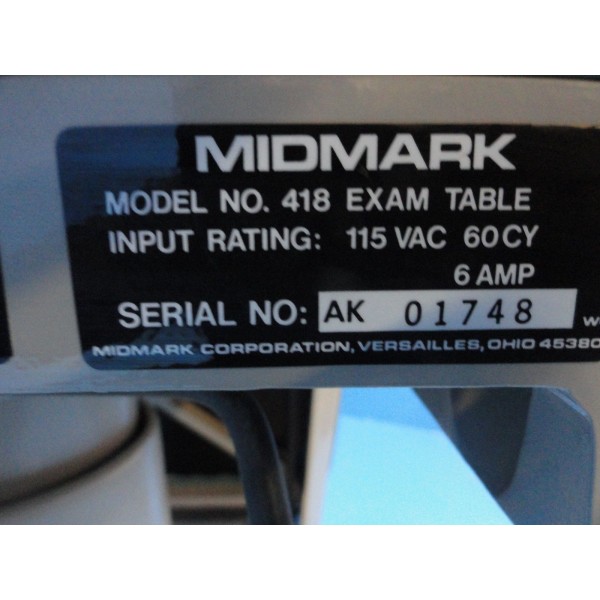 MIDMARK
MODEL NO. 418 EXAM TABLE
INPUT RATING: 115 VAC 60CY
6 AMP
SERIAL NO: AK 01748
MIDMARK CORPORATION, VERSAILLES, OHIO 45380